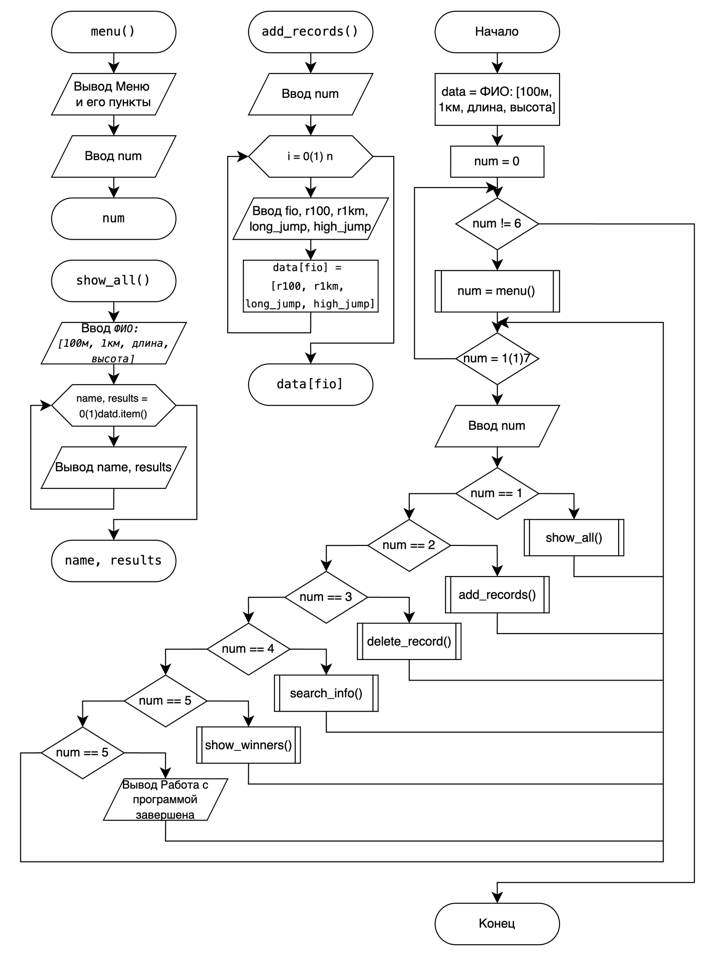 menu()
Вывод Меню
и его пункты
Ввод num
num
show_all()
Ввод ФИО:
[100м, 1км, длина,
высота]
name, results =
0(1)datd.item()
Вывод name, results
name, results
add_records()
Ввод num
i = 0(1) n
Ввод fio, r100, r1km,
long_jump, high_jump
data[fio] =
[r100, r1km,
long_jump, high_jump]
data[fio]
Начало
data = ФИО: [100м,
1км, длина, высота]
num = 0
num != 6
num = menu()
num = 1(1)7
Ввод num
num == 1
show_all()
num == 2
add_records()
num == 3
delete_record()
num == 4
search_info()
num == 5
show_winners()
num == 5
Вывод Работа с
программой
завершена
Конец